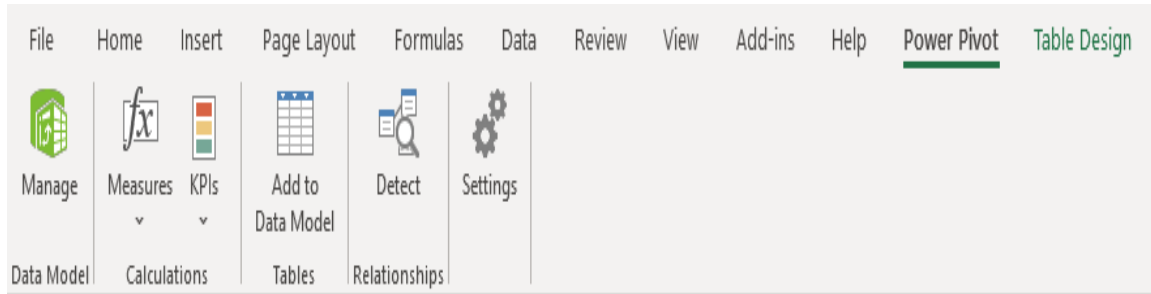 File Home Insert Page Layout Formulas Data Review View Add-ins Help Power Pivot Table Design
fx
Manage Measures KPIs Add to Detect Settings
Data Model
Data Model Calculations Tables Relationships